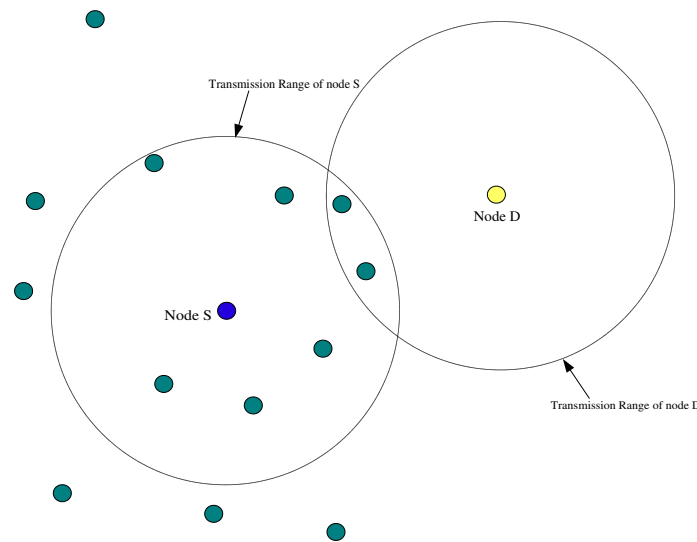 Transmission Range of node S
Node D
Node S
Transmission Range of node D